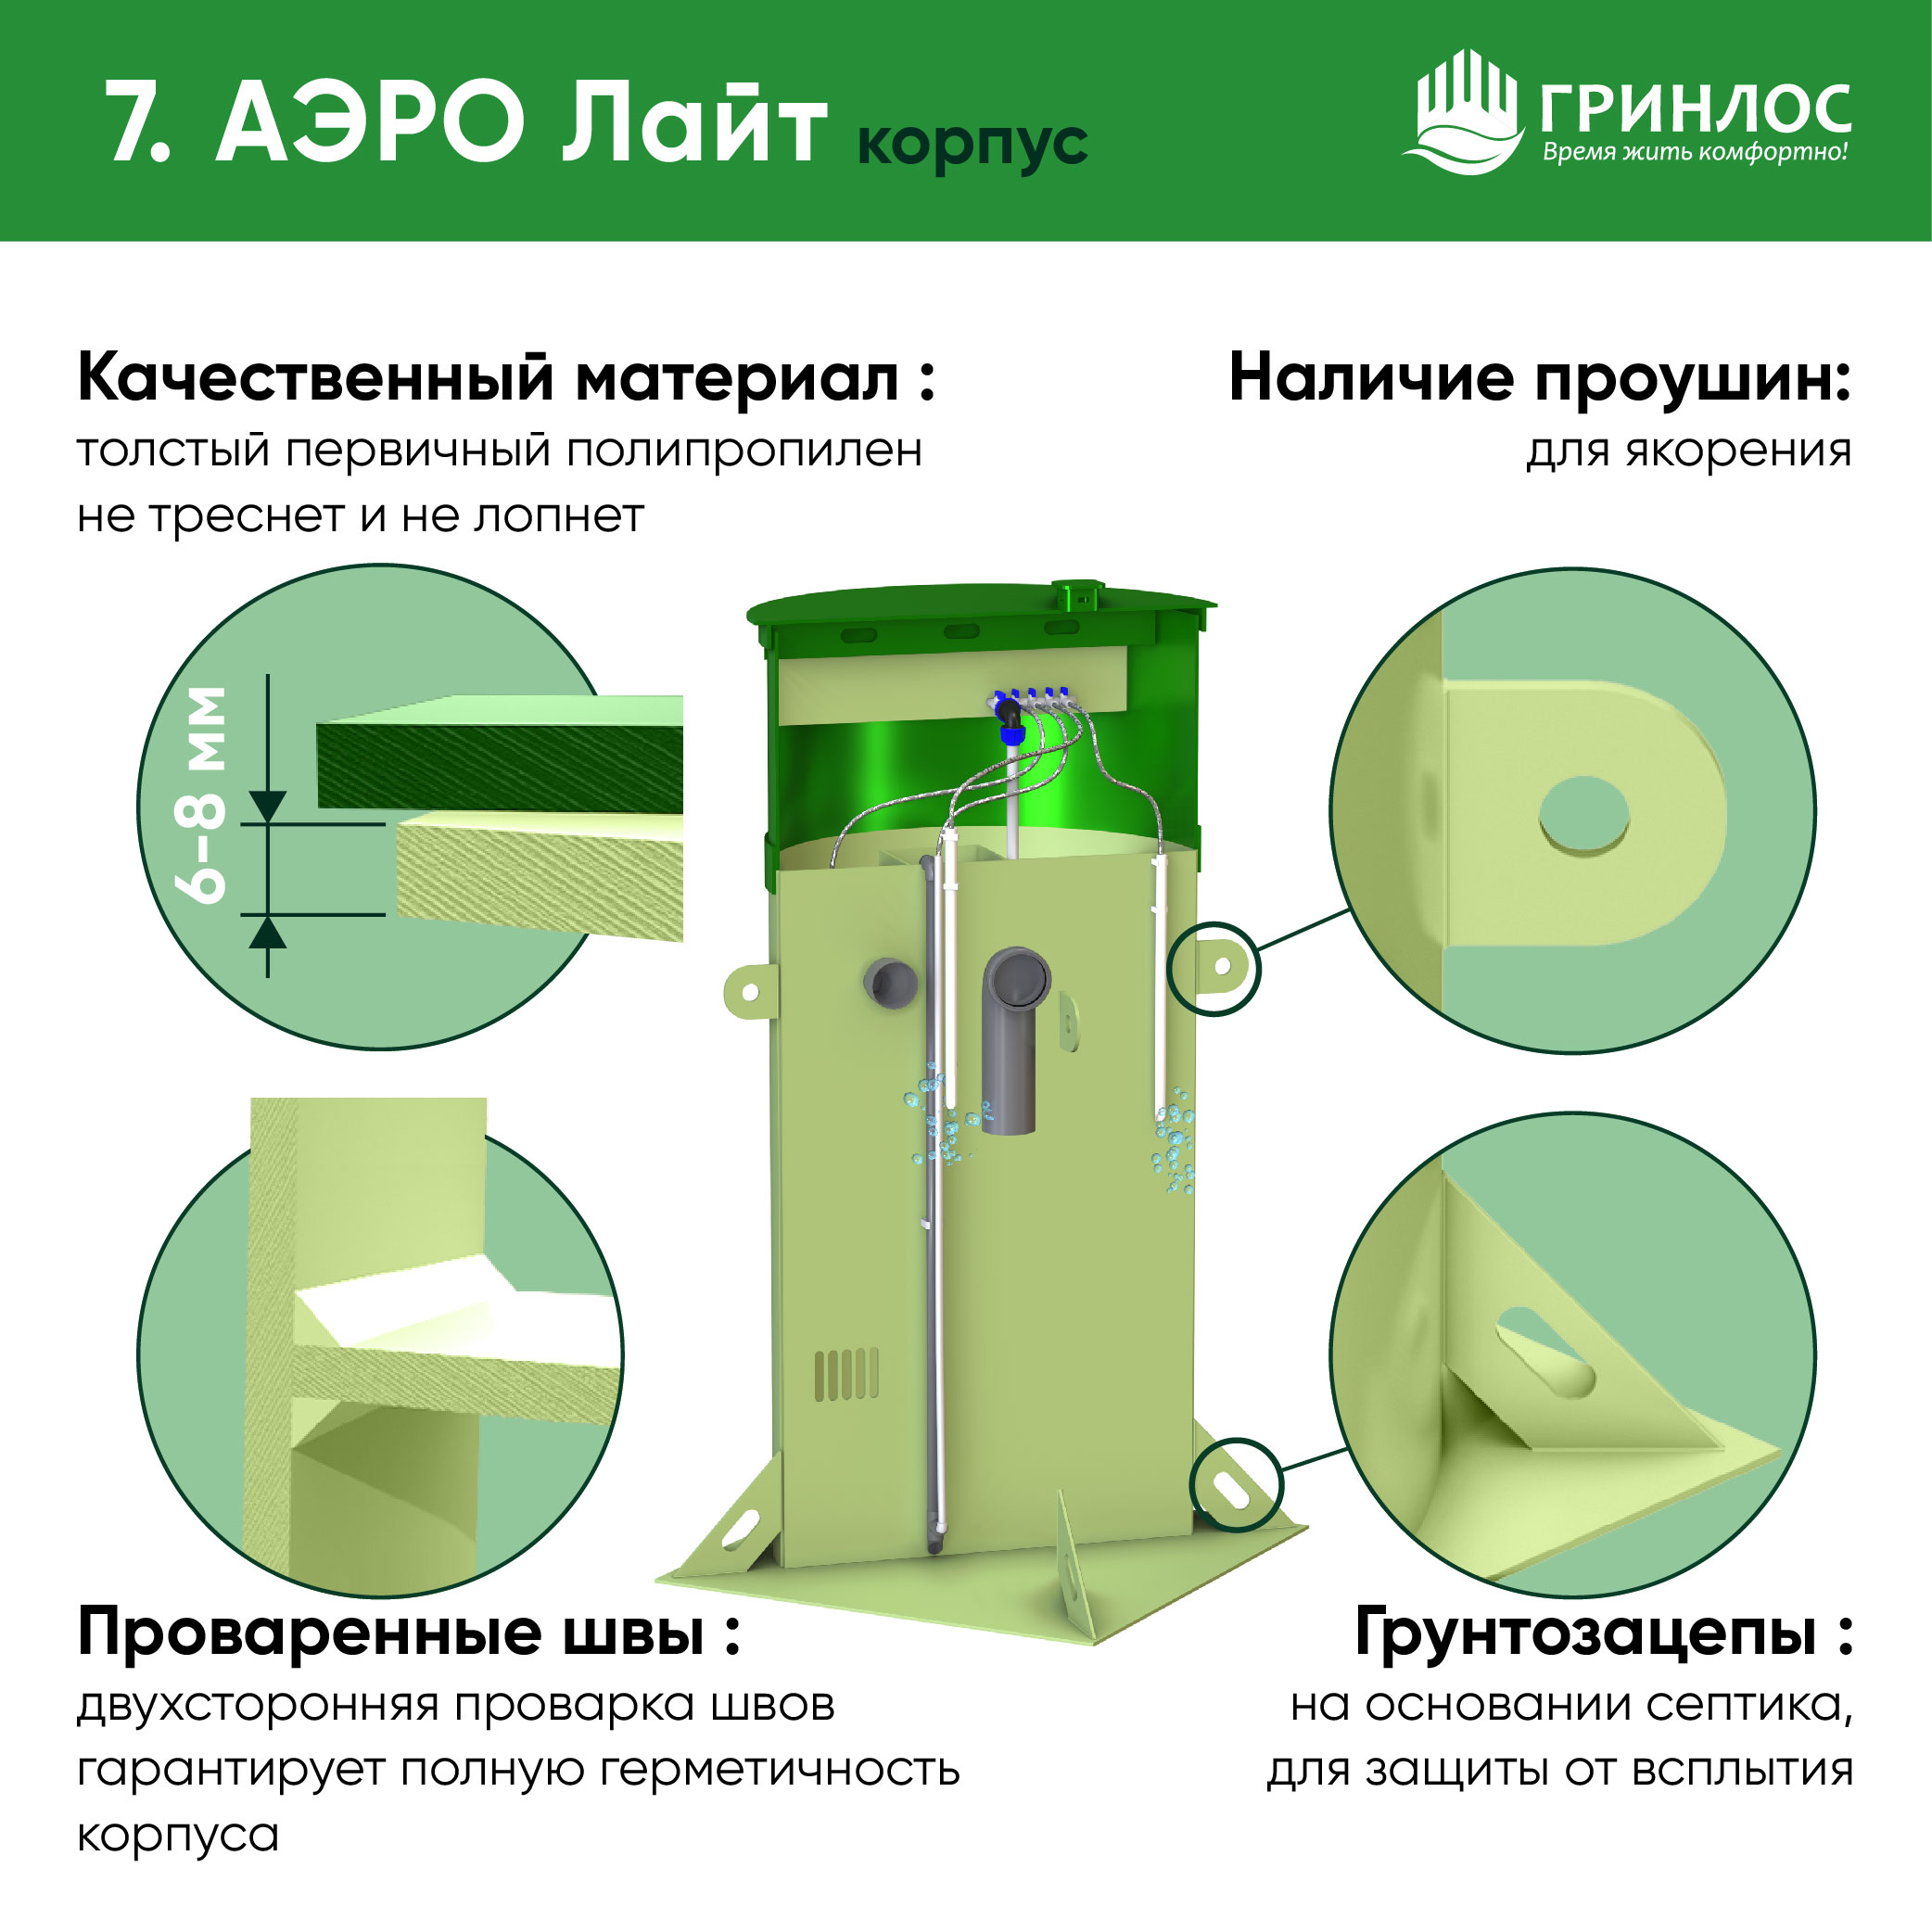 7. АЭРО Лайт корпус
ГРИНЛОС
Время жить комфортно!
Качественный материал :
толстый первичный полипропилен
не треснет и не лопнет
Наличие проушин:
для якорения
6-8 мм
Проваренные швы :
двухсторонняя проварка швов
гарантирует полную герметичность
корпуса
Грунтозацепы :
на основании септика,
для защиты от всплытия